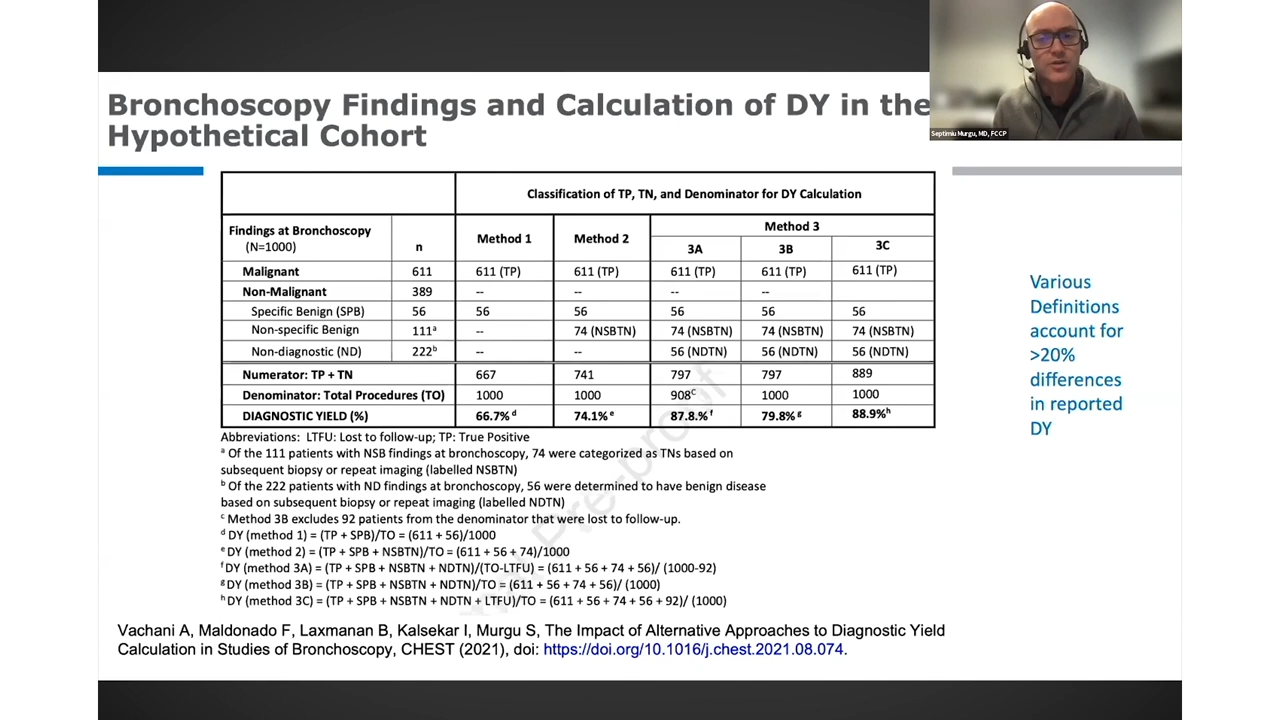 Septimiu Murgu, MD, FCCP
Bronchoscopy Findings and Calculation of DY in the
Hypothetical Cohort
Classification of TP, TN, and Denominator for DY Calculation
Findings at Bronchoscopy (N=1000) n Method 1 Method 2 Method 3
3A 3B 3C
Malignant 611 611 (TP) 611 (TP) 611 (TP) 611 (TP) 611 (TP)
Non-Malignant 389 -- -- -- --
Specific Benign (SPB) 56 56 56 56 56 56
Non-specific Benign 111a -- 74 (NSBTN) 74 (NSBTN) 74 (NSBTN) 74 (NSBTN)
Non-diagnostic (ND) 222b -- -- 56 (NDTN) 56 (NDTN) 56 (NDTN)
Numerator: TP + TN 667 741 797 797 889
Denominator: Total Procedures (TO) 1000 1000 908c 1000 1000
DIAGNOSTIC YIELD (%) 66.7% d 74.1% e 87.8.% f 79.8% g 88.9%h
Abbreviations: LTFU: Lost to follow-up; TP: True Positive
a Of the 111 patients with NSB findings at bronchoscopy, 74 were categorized as TNs based on
subsequent biopsy or repeat imaging (labelled NSBTN)
b Of the 222 patients with ND findings at bronchoscopy, 56 were determined to have benign disease
based on subsequent biopsy or repeat imaging (labelled NDTN)
c Method 3B excludes 92 patients from the denominator that were lost to follow-up.
d DY (method 1) = (TP + SPB)/TO = (611 + 56)/1000
e DY (method 2) = (TP + SPB + NSBTN)/TO = (611 + 56 + 74)/1000
f DY (method 3A) = (TP + SPB + NSBTN + NDTN)/(TO-LTFU) = (611 + 56 + 74 + 56)/ (1000-92)
g DY (method 3B) = (TP + SPB + NSBTN + NDTN)/TO = (611 + 56 + 74 + 56)/ (1000)
h DY (method 3C) = (TP + SPB + NSBTN + NDTN + LTFU)/TO = (611 + 56 + 74 + 56 + 92)/ (1000)
Various
Definitions
account for
>20%
differences
in reported
DY
Vachani A, Maldonado F, Laxmanan B, Kalsekar I, Murgu S, The Impact of Alternative Approaches to Diagnostic Yield
Calculation in Studies of Bronchoscopy, CHEST (2021), doi: https://doi.org/10.1016/j.chest.2021.08.074.